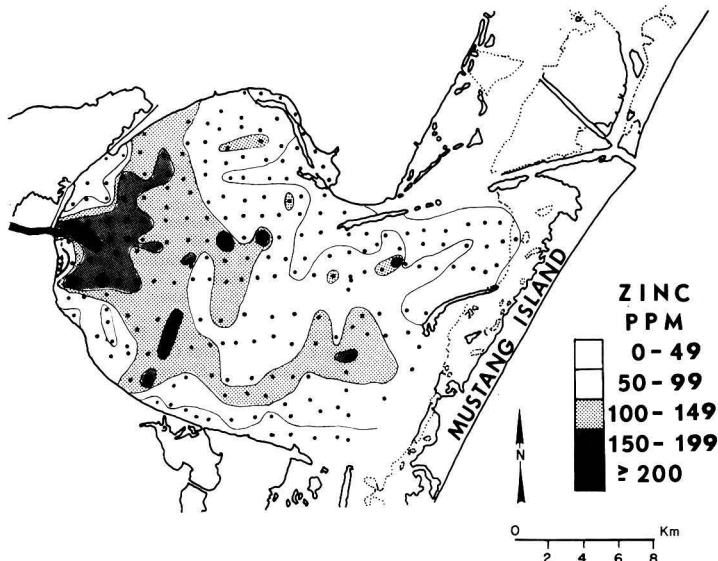 MUSTANG ISLAND
ZINC
PPM
0-49
50-99
100-149
150-199
≥ 200
N
0 Km
2 4 6 8